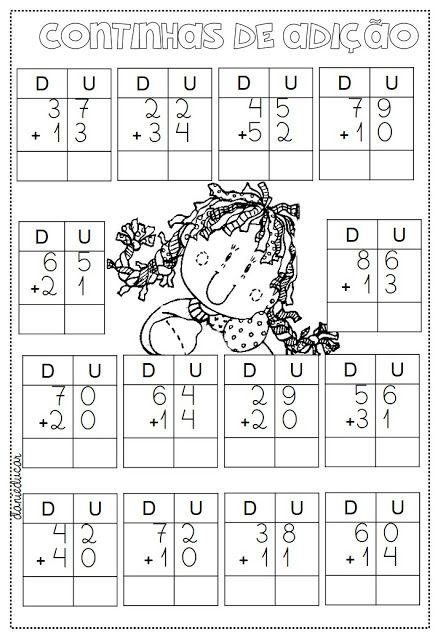 CONTINHAS DE ADIÇÃO
D U D U D U D U
3 7 2 2 4 5 7 9
+ 1 3 + 3 4 + 5 2 + 1 0
D U D U
6 5 8 6
+ 2 1 + 1 3
D U D U D U D U
7 0 6 4 2 9 5 6
+ 2 0 + 1 4 + 2 0 + 3 1
danieducar
D U D U D U D U
4 2 7 2 3 8 6 0
+ 4 0 + 1 0 + 1 1 + 1 4